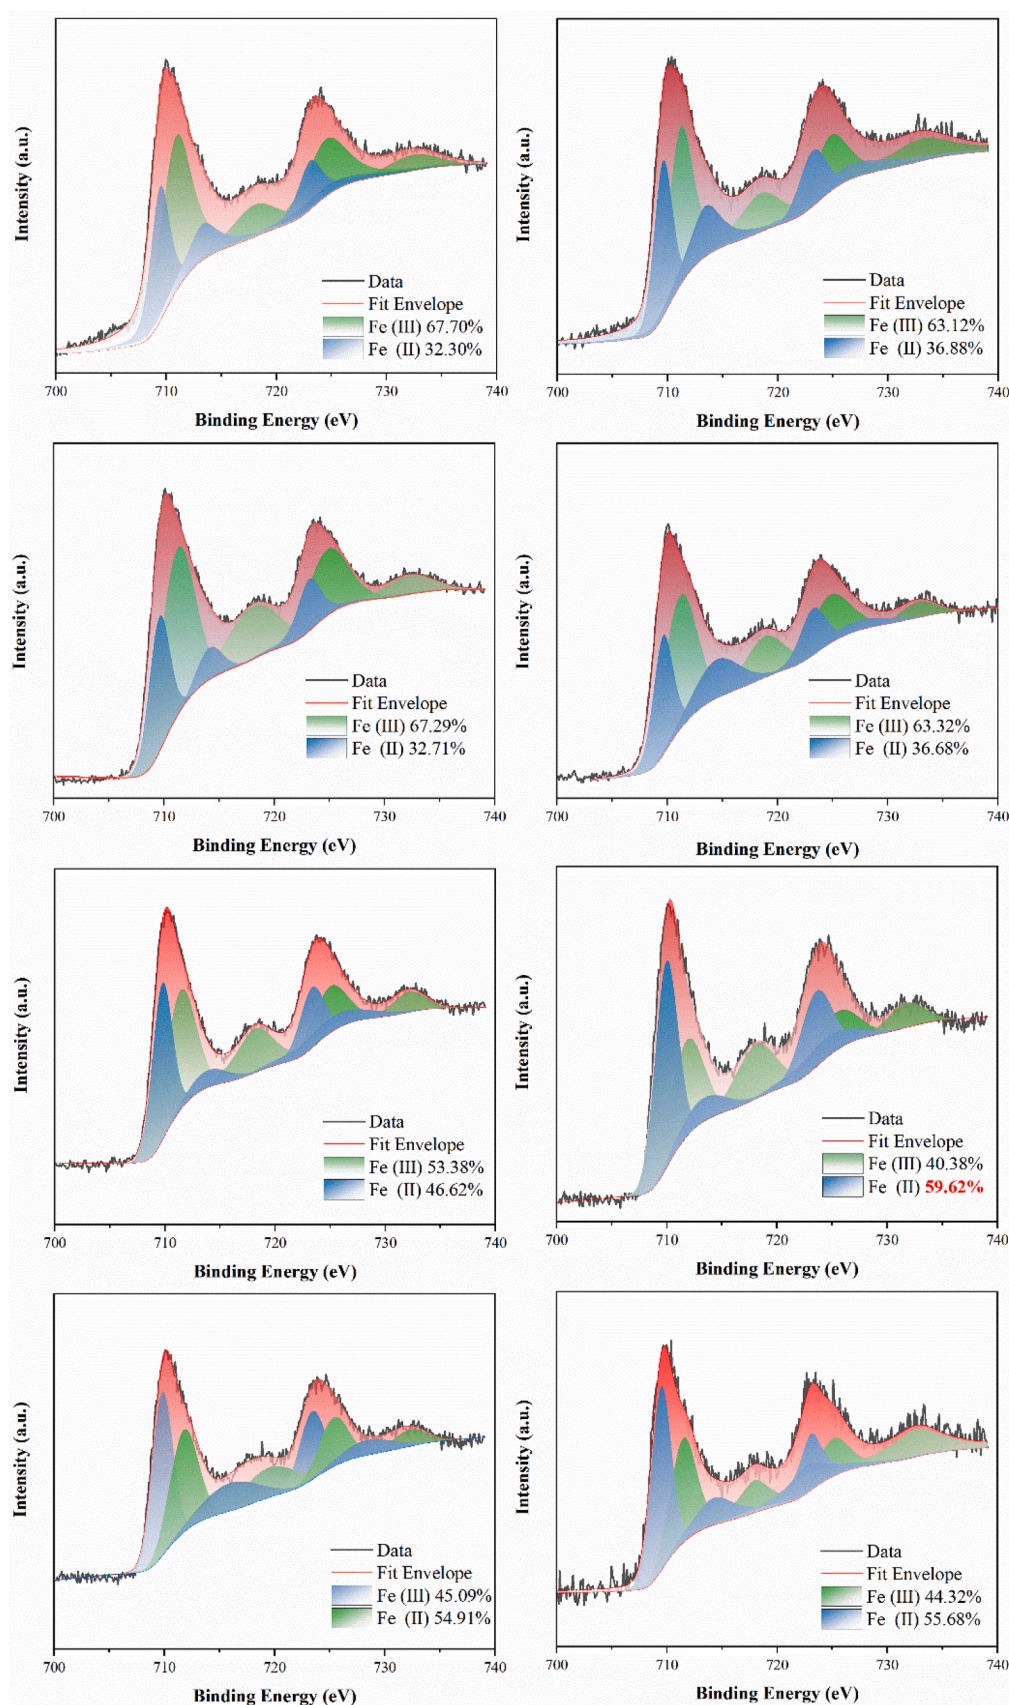 Intensity (a.u.)
Data
Fit Envelope
Fe (III) 67.70%
Fe (II) 32.30%
700 710 720 730 740
Binding Energy (eV)
Intensity (a.u.)
Data
Fit Envelope
Fe (III) 63.12%
Fe (II) 36.88%
700 710 720 730 740
Binding Energy (eV)
Intensity (a.u.)
Data
Fit Envelope
Fe (III) 67.29%
Fe (II) 32.71%
700 710 720 730 740
Binding Energy (eV)
Intensity (a.u.)
Data
Fit Envelope
Fe (III) 63.32%
Fe (II) 36.68%
700 710 720 730 740
Binding Energy (eV)
Intensity (a.u.)
Data
Fit Envelope
Fe (III) 53.38%
Fe (II) 46.62%
700 710 720 730 740
Binding Energy (eV)
Intensity (a.u.)
Data
Fit Envelope
Fe (III) 40.38%
Fe (II) 59.62%
700 710 720 730 740
Binding Energy (eV)
Intensity (a.u.)
Data
Fit Envelope
Fe (III) 45.09%
Fe (II) 54.91%
700 710 720 730 740
Binding Energy (eV)
Intensity (a.u.)
Data
Fit Envelope
Fe (III) 44.32%
Fe (II) 55.68%
700 710 720 730 740
Binding Energy (eV)